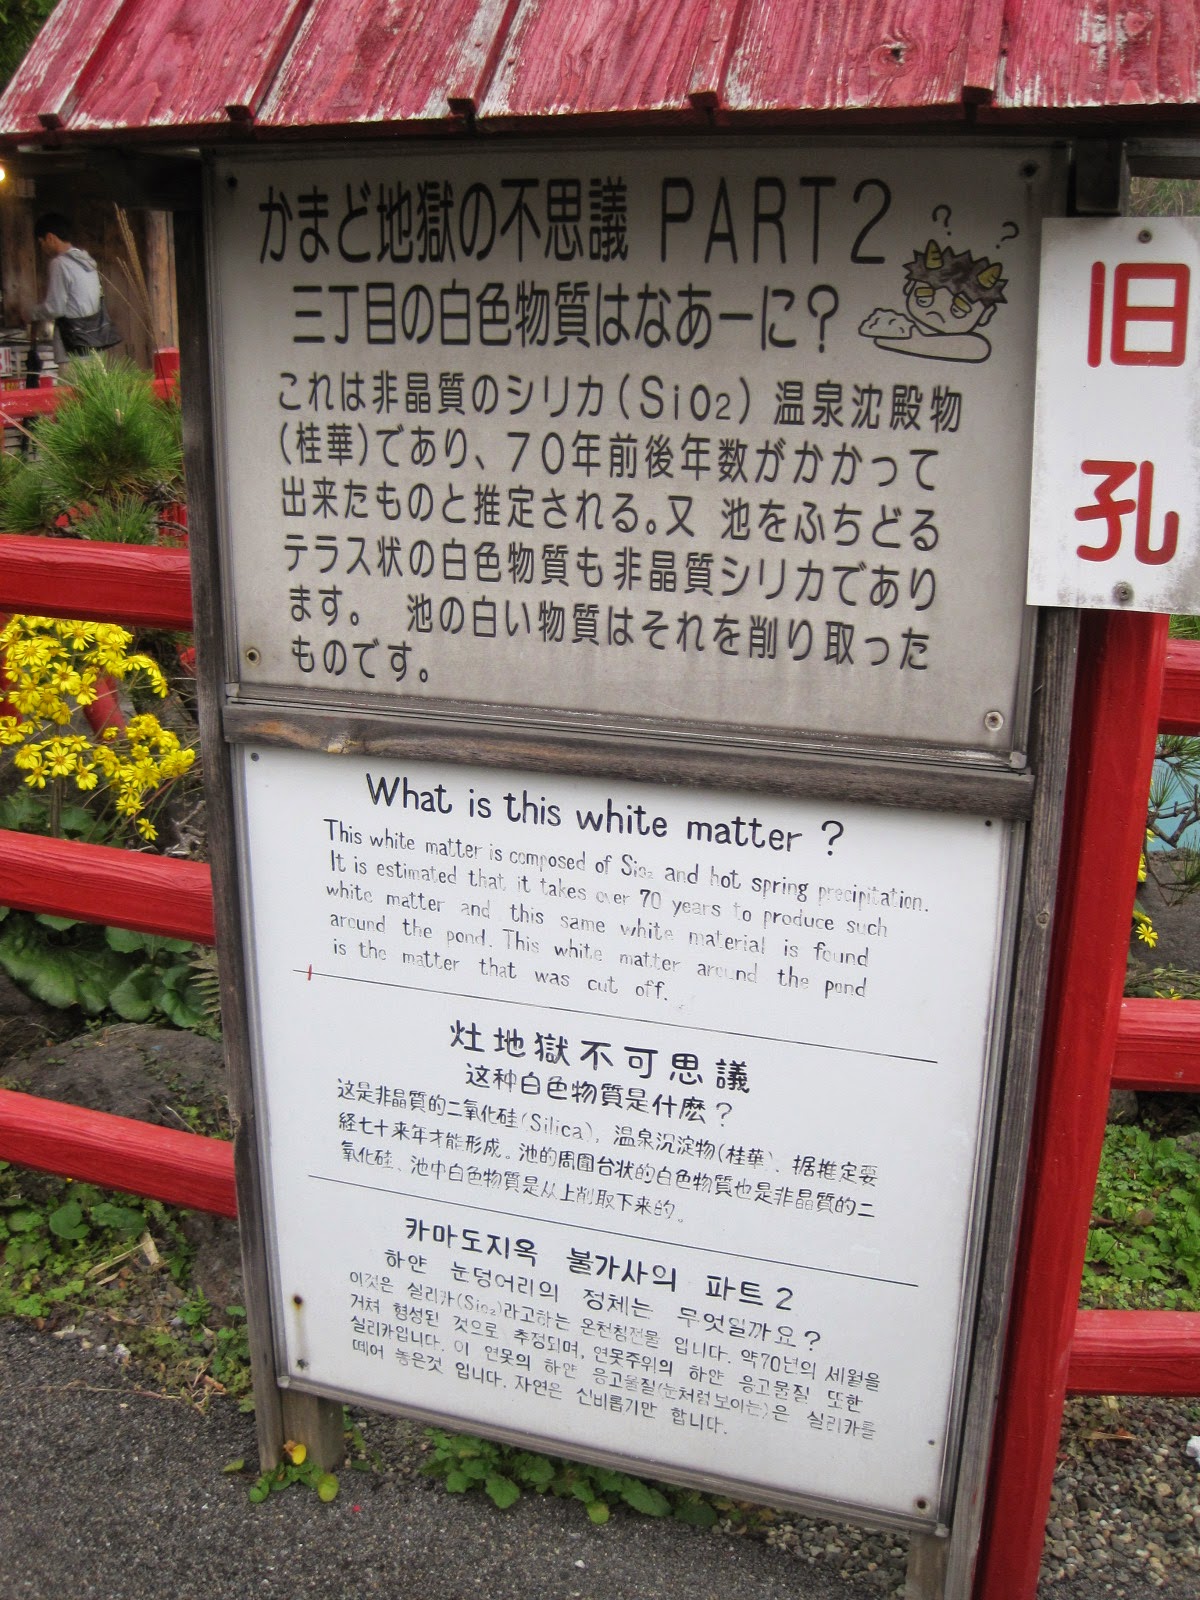 かまど地獄の不思議 PART2
三丁目の白色物質はなあーに?
これは非晶質のシリカ(SiO2)温泉沈殿物
(桂華)であり、70年前後年数がかかって
出来たものと推定される。又 池をふちどる
テラス状の白色物質も非晶質シリカであり
ます。 池の白い物質はそれを削り取った
ものです。
旧
孔
What is this white matter ?
This white matter is composed of Sio2 and hot spring precipitation.
It is estimated that it takes over 70 years to produce such
white matter and this same white material is found
around the pond. This white matter around the pond
is the matter that was cut off.
灶地獄不可思議
这种白色物質是什麽?
这是非晶質的二氧化硅(Silica), 温泉沉淀物(桂華)、据推定要
経七十来年才能形成。池的周圍台状的白色物質也是非晶質的二
氧化硅、池中白色物質是从上削取下来的。
카마도지옥 불가사의 파트2
하얀 눈덩어리의 정체는 무엇일까요?
이것은 실리카(Sio2)라고하는 온천침전물 입니다. 약70년의 세월을
거쳐 형성된 것으로 추정되며, 연못주위의 하얀 응고물질 또한
실리카입니다. 이 연못의 하얀 응고물질(눈처럼보이는)은 실리카를
떼어 놓은것 입니다. 자연은 신비롭기만 합니다.